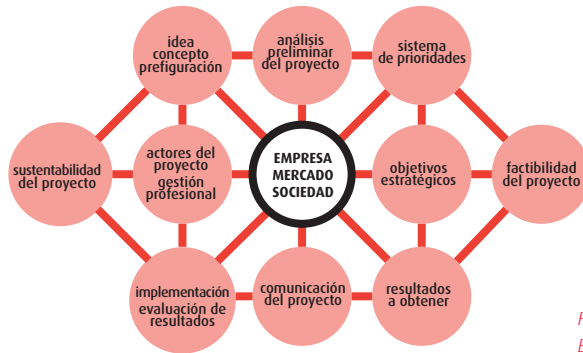 idea
concepto
prefiguración
análisis
preliminar
del proyecto
sistema
de prioridades
sustentabilidad
del proyecto
actores del
proyecto
gestión
profesional
EMPRESA
MERCADO
SOCIEDAD
objetivos
estratégicos
factibilidad
del proyecto
implementación
evaluación de
resultados
comunicación
del proyecto
resultados
a obtener